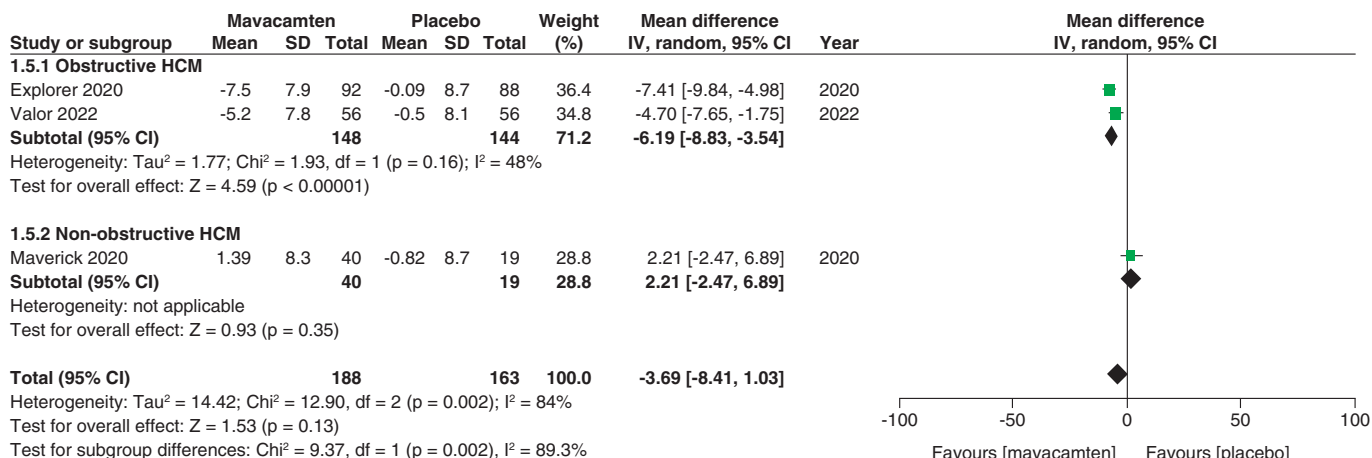 Mavacamten Placebo Weight Mean difference Mean difference
Study or subgroup Mean SD Total Mean SD Total (%) IV, random, 95% CI Year IV, random, 95% CI
1.5.1 Obstructive HCM
Explorer 2020 -7.5 7.9 92 -0.09 8.7 88 36.4 -7.41 [-9.84, -4.98] 2020
Valor 2022 -5.2 7.8 56 -0.5 8.1 56 34.8 -4.70 [-7.65, -1.75] 2022
Subtotal (95% CI) 148 144 71.2 -6.19 [-8.83, -3.54]
Heterogeneity: Tau² = 1.77; Chi² = 1.93, df = 1 (p = 0.16); I² = 48%
Test for overall effect: Z = 4.59 (p < 0.00001)
1.5.2 Non-obstructive HCM
Maverick 2020 1.39 8.3 40 -0.82 8.7 19 28.8 2.21 [-2.47, 6.89] 2020
Subtotal (95% CI) 40 19 28.8 2.21 [-2.47, 6.89]
Heterogeneity: not applicable
Test for overall effect: Z = 0.93 (p = 0.35)
Total (95% CI) 188 163 100.0 -3.69 [-8.41, 1.03]
Heterogeneity: Tau² = 14.42; Chi² = 12.90, df = 2 (p = 0.002); I² = 84%
Test for overall effect: Z = 1.53 (p = 0.13)
Test for subgroup differences: Chi² = 9.37, df = 1 (p = 0.002), I² = 89.3%
-100 -50 0 50 100
Favours [mavacamten] Favours [placebo]